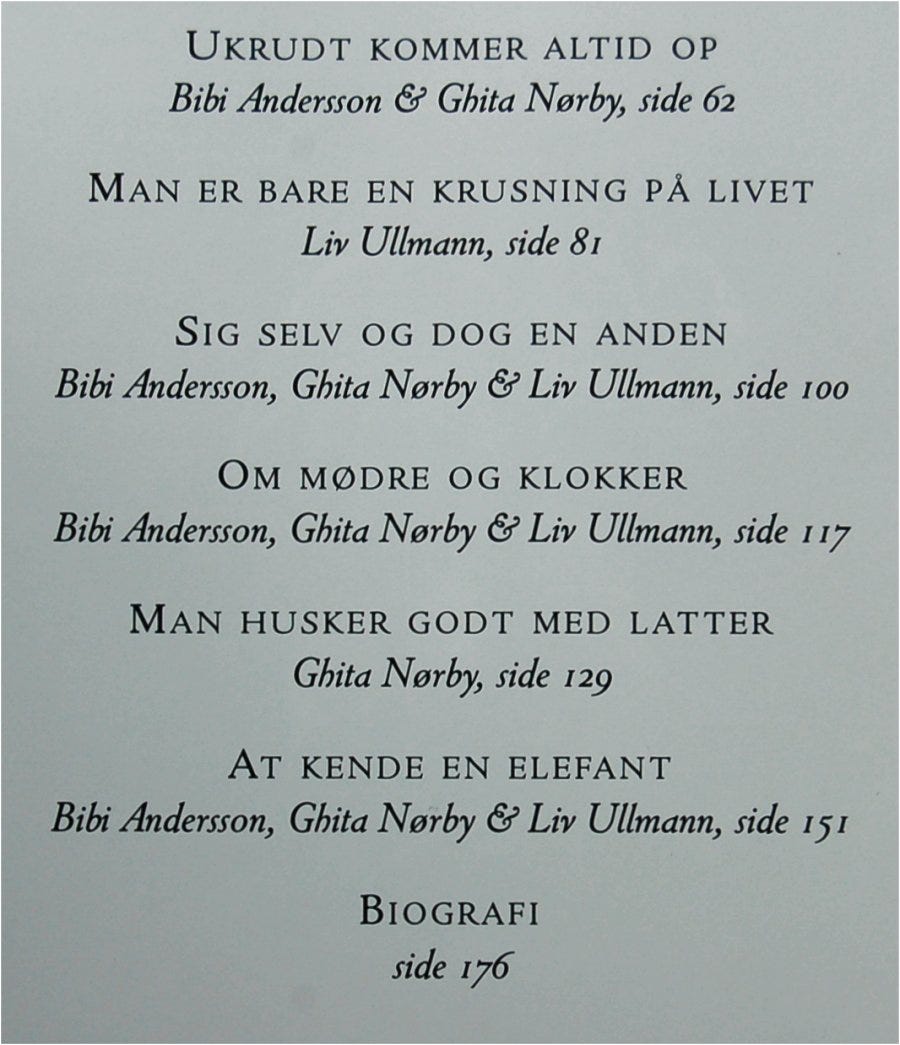 Ukrudt kommer altid op
Bibi Andersson & Ghita Nørby, side 62
Man er bare en krusning på livet
Liv Ullmann, side 81
Sig selv og dog en anden
Bibi Andersson, Ghita Nørby & Liv Ullmann, side 100
Om mødre og klokker
Bibi Andersson, Ghita Nørby & Liv Ullmann, side 117
Man husker godt med latter
Ghita Nørby, side 129
At kende en elefant
Bibi Andersson, Ghita Nørby & Liv Ullmann, side 151
Biografi
side 176